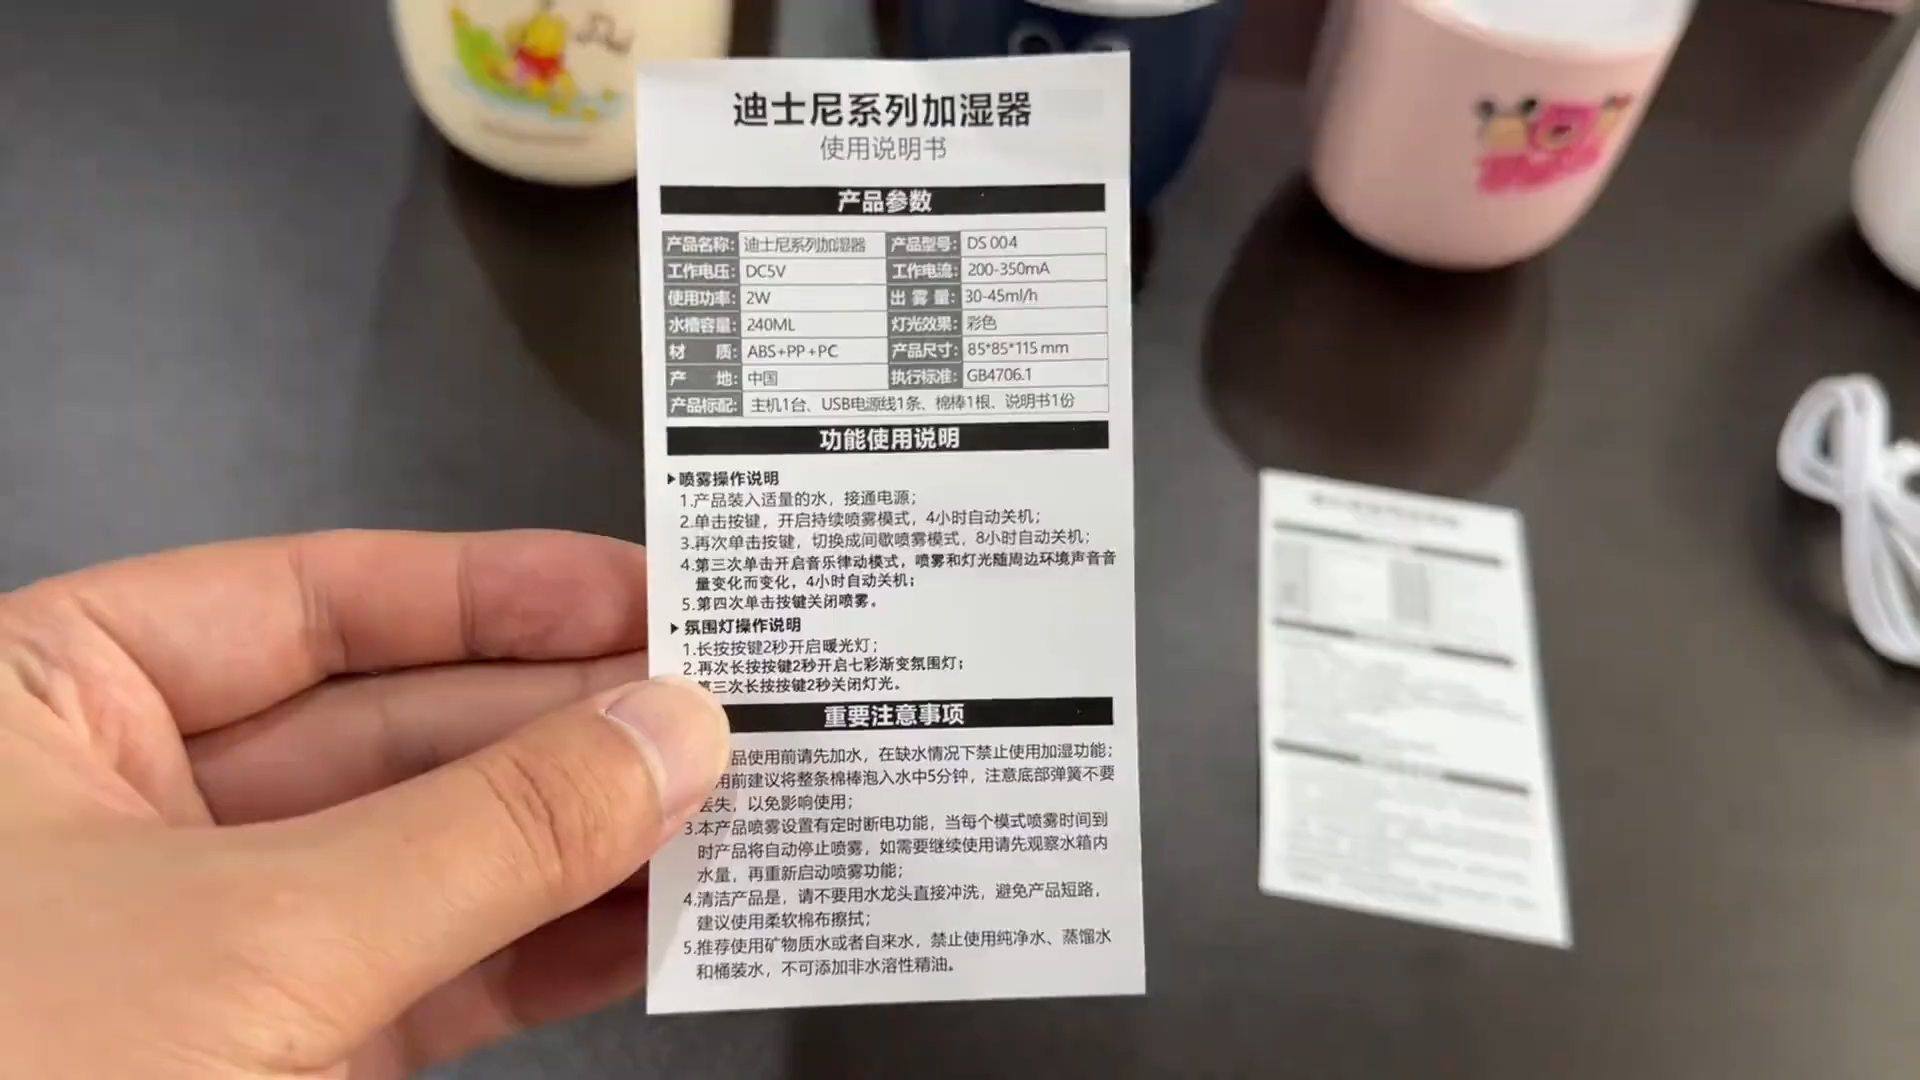 迪士尼系列加湿器
使用说明书
产品参数
产品名称: 迪士尼系列加湿器 产品型号: DS 004
工作电压: DC5V 工作电流: 200-350mA
使用功率: 2W 出雾量: 30-45ml/h
水槽容量: 240ML 灯光效果: 彩色
材 质: ABS+PP+PC 产品尺寸: 85*85*115 mm
产 地: 中国 执行标准: GB4706.1
产品标配: 主机1台、USB电源线1条、棉棒1根、说明书1份
功能使用说明
▶喷雾操作说明
1.产品装入适量的水，接通电源；
2.单击按键，开启持续喷雾模式，4小时自动关机；
3.再次单击按键，切换成间歇喷雾模式，8小时自动关机；
4.第三次单击开启音乐律动模式，喷雾和灯光随周边环境声音音
量变化而变化，4小时自动关机；
5.第四次单击按键关闭喷雾。
▶氛围灯操作说明
1.长按按键2秒开启暖光灯；
2.再次长按按键2秒开启七彩渐变氛围灯；
第三次长按按键2秒关闭灯光。
重要注意事项
品使用前请先加水，在缺水情况下禁止使用加湿功能；
用前建议将整条棉棒泡入水中5分钟，注意底部弹簧不要
丢失，以免影响使用；
3.本产品喷雾设置有定时断电功能，当每个模式喷雾时间到
时产品将自动停止喷雾，如需要继续使用请先观察水箱内
水量，再重新启动喷雾功能；
4.清洁产品是，请不要用水龙头直接冲洗，避免产品短路，
建议使用柔软棉布擦拭；
5.推荐使用矿物质水或者自来水，禁止使用纯净水、蒸馏水
和桶装水，不可添加非水溶性精油。